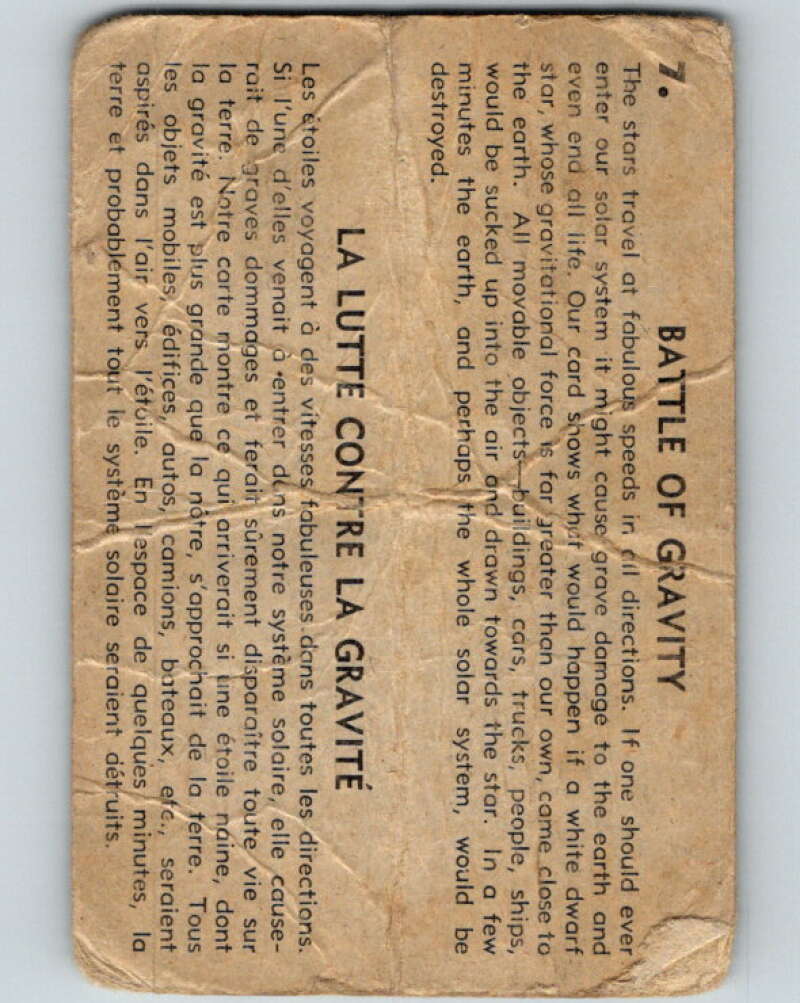 7.
BATTLE OF GRAVITY
The stars travel at fabulous speeds in all directions. If one should ever
enter our solar system it might cause grave damage to the earth and
even end all life. Our card shows what would happen if a white dwarf
star, whose gravitational force is far greater than our own, came close to
the earth. All movable objects—buildings, cars, trucks, people, ships,
would be sucked up into the air and drawn towards the star. In a few
minutes the earth, and perhaps the whole solar system, would be
destroyed.
LA LUTTE CONTRE LA GRAVITÉ
Les étoiles voyagent à des vitesses fabuleuses dans toutes les directions.
Si l'une d'elles venait à entrer dans notre système solaire, elle cause-
rait de graves dommages et ferait sûrement disparaître toute vie sur
la terre. Notre carte montre ce qui arriverait si une étoile naine, dont
la gravité est plus grande que la nôtre, s'approchait de la terre. Tous
les objets mobiles, édifices, autos, camions, bateaux, etc., seraient
aspirés dans l'air vers l'étoile. En l'espace de quelques minutes, la
terre et probablement tout le système solaire seraient détruits.